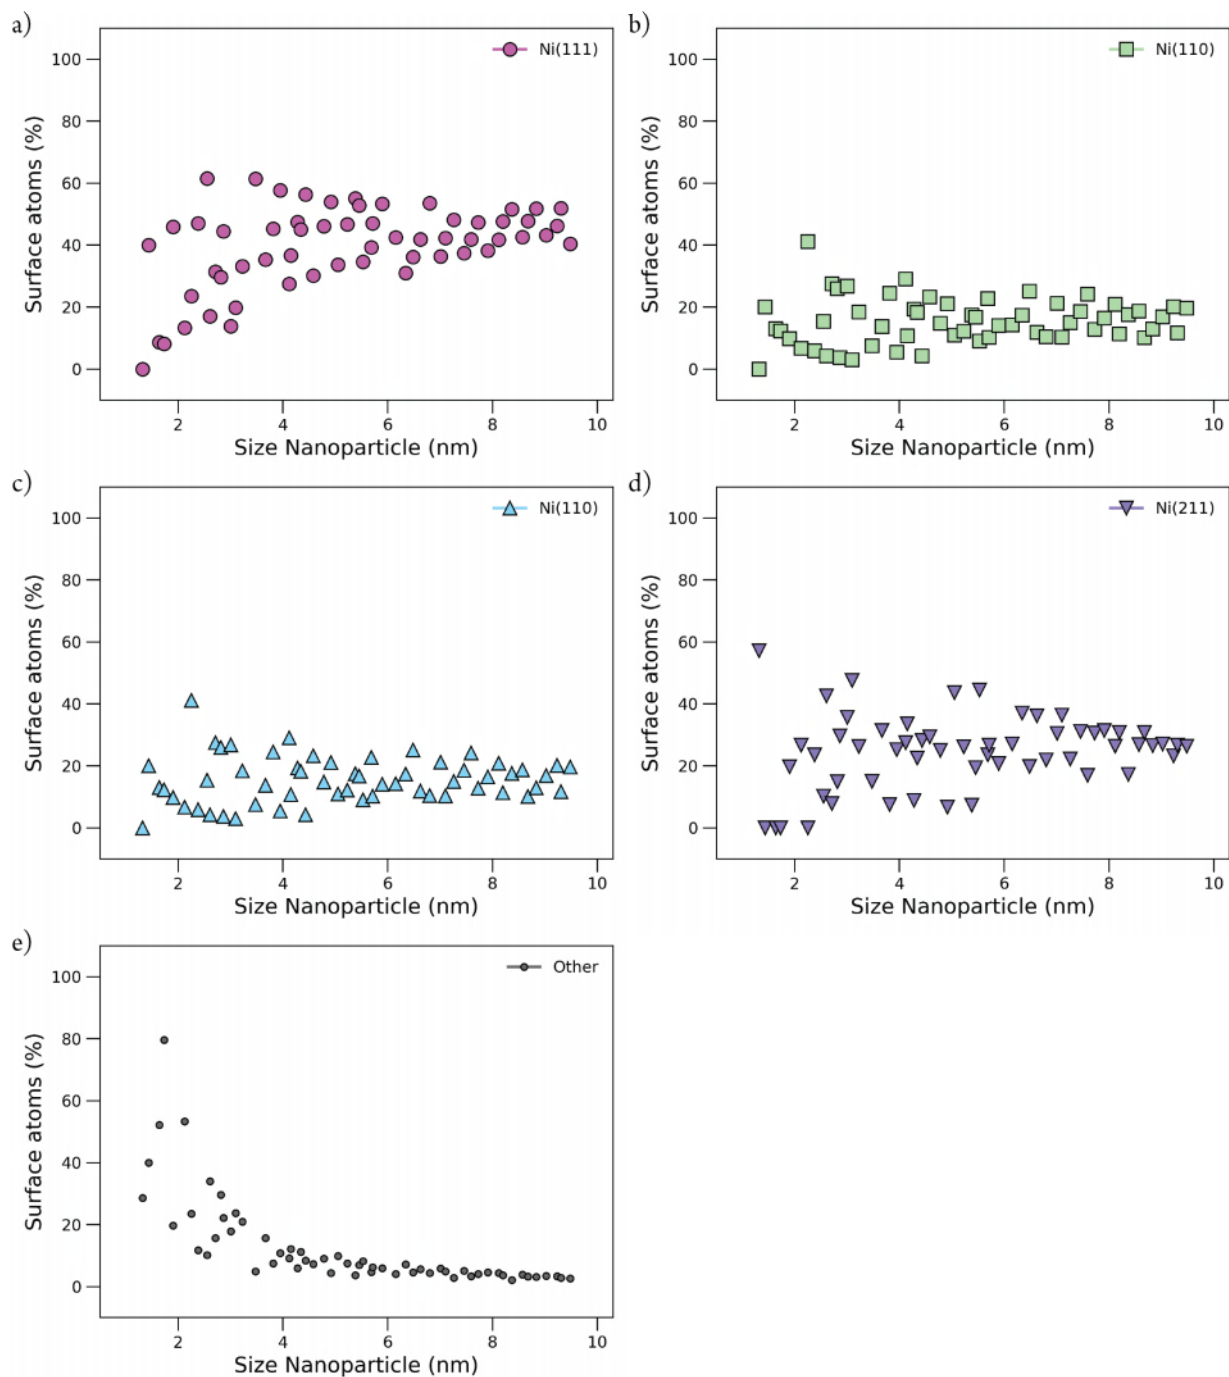 a)
Ni(111)
Surface atoms (%)
100
80
60
40
20
0
2 4 6 8 10
Size Nanoparticle (nm)
b)
Ni(110)
Surface atoms (%)
100
80
60
40
20
0
2 4 6 8 10
Size Nanoparticle (nm)
c)
Ni(110)
Surface atoms (%)
100
80
60
40
20
0
2 4 6 8 10
Size Nanoparticle (nm)
d)
Ni(211)
Surface atoms (%)
100
80
60
40
20
0
2 4 6 8 10
Size Nanoparticle (nm)
e)
Other
Surface atoms (%)
100
80
60
40
20
0
2 4 6 8 10
Size Nanoparticle (nm)